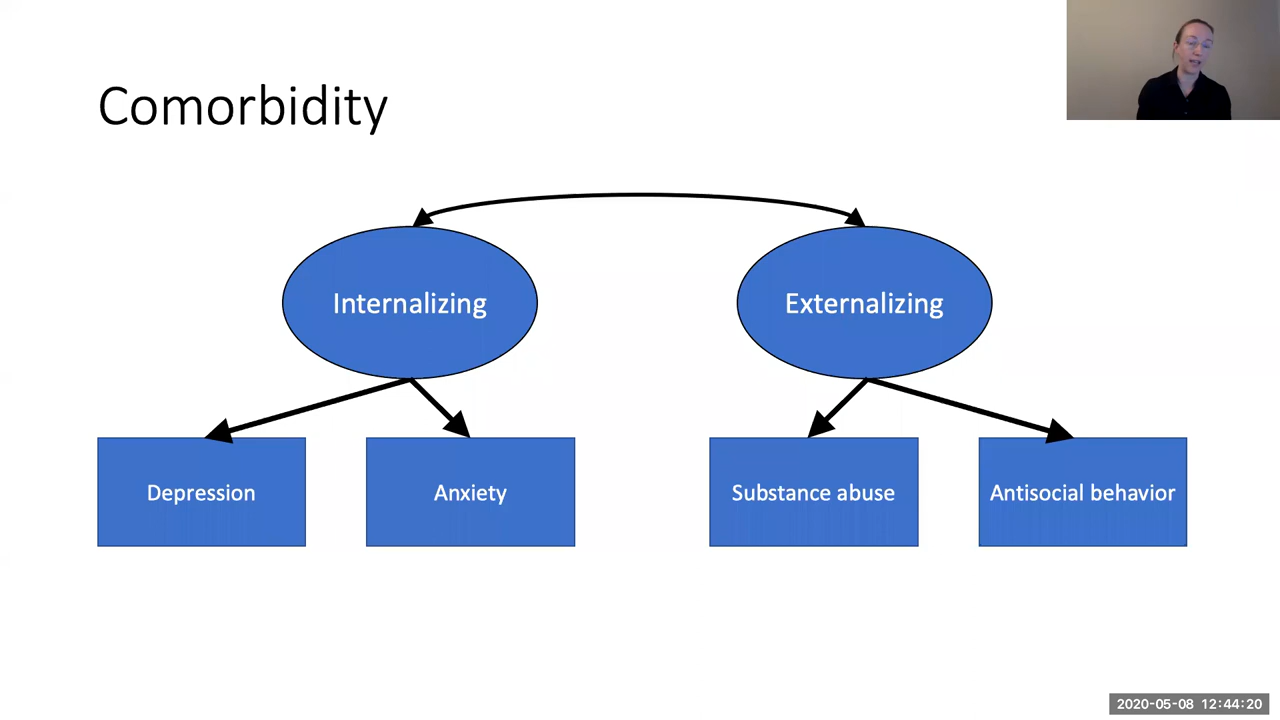 Comorbidity
Internalizing
Externalizing
Depression
Anxiety
Substance abuse
Antisocial behavior
2020-05-08 12:44:20